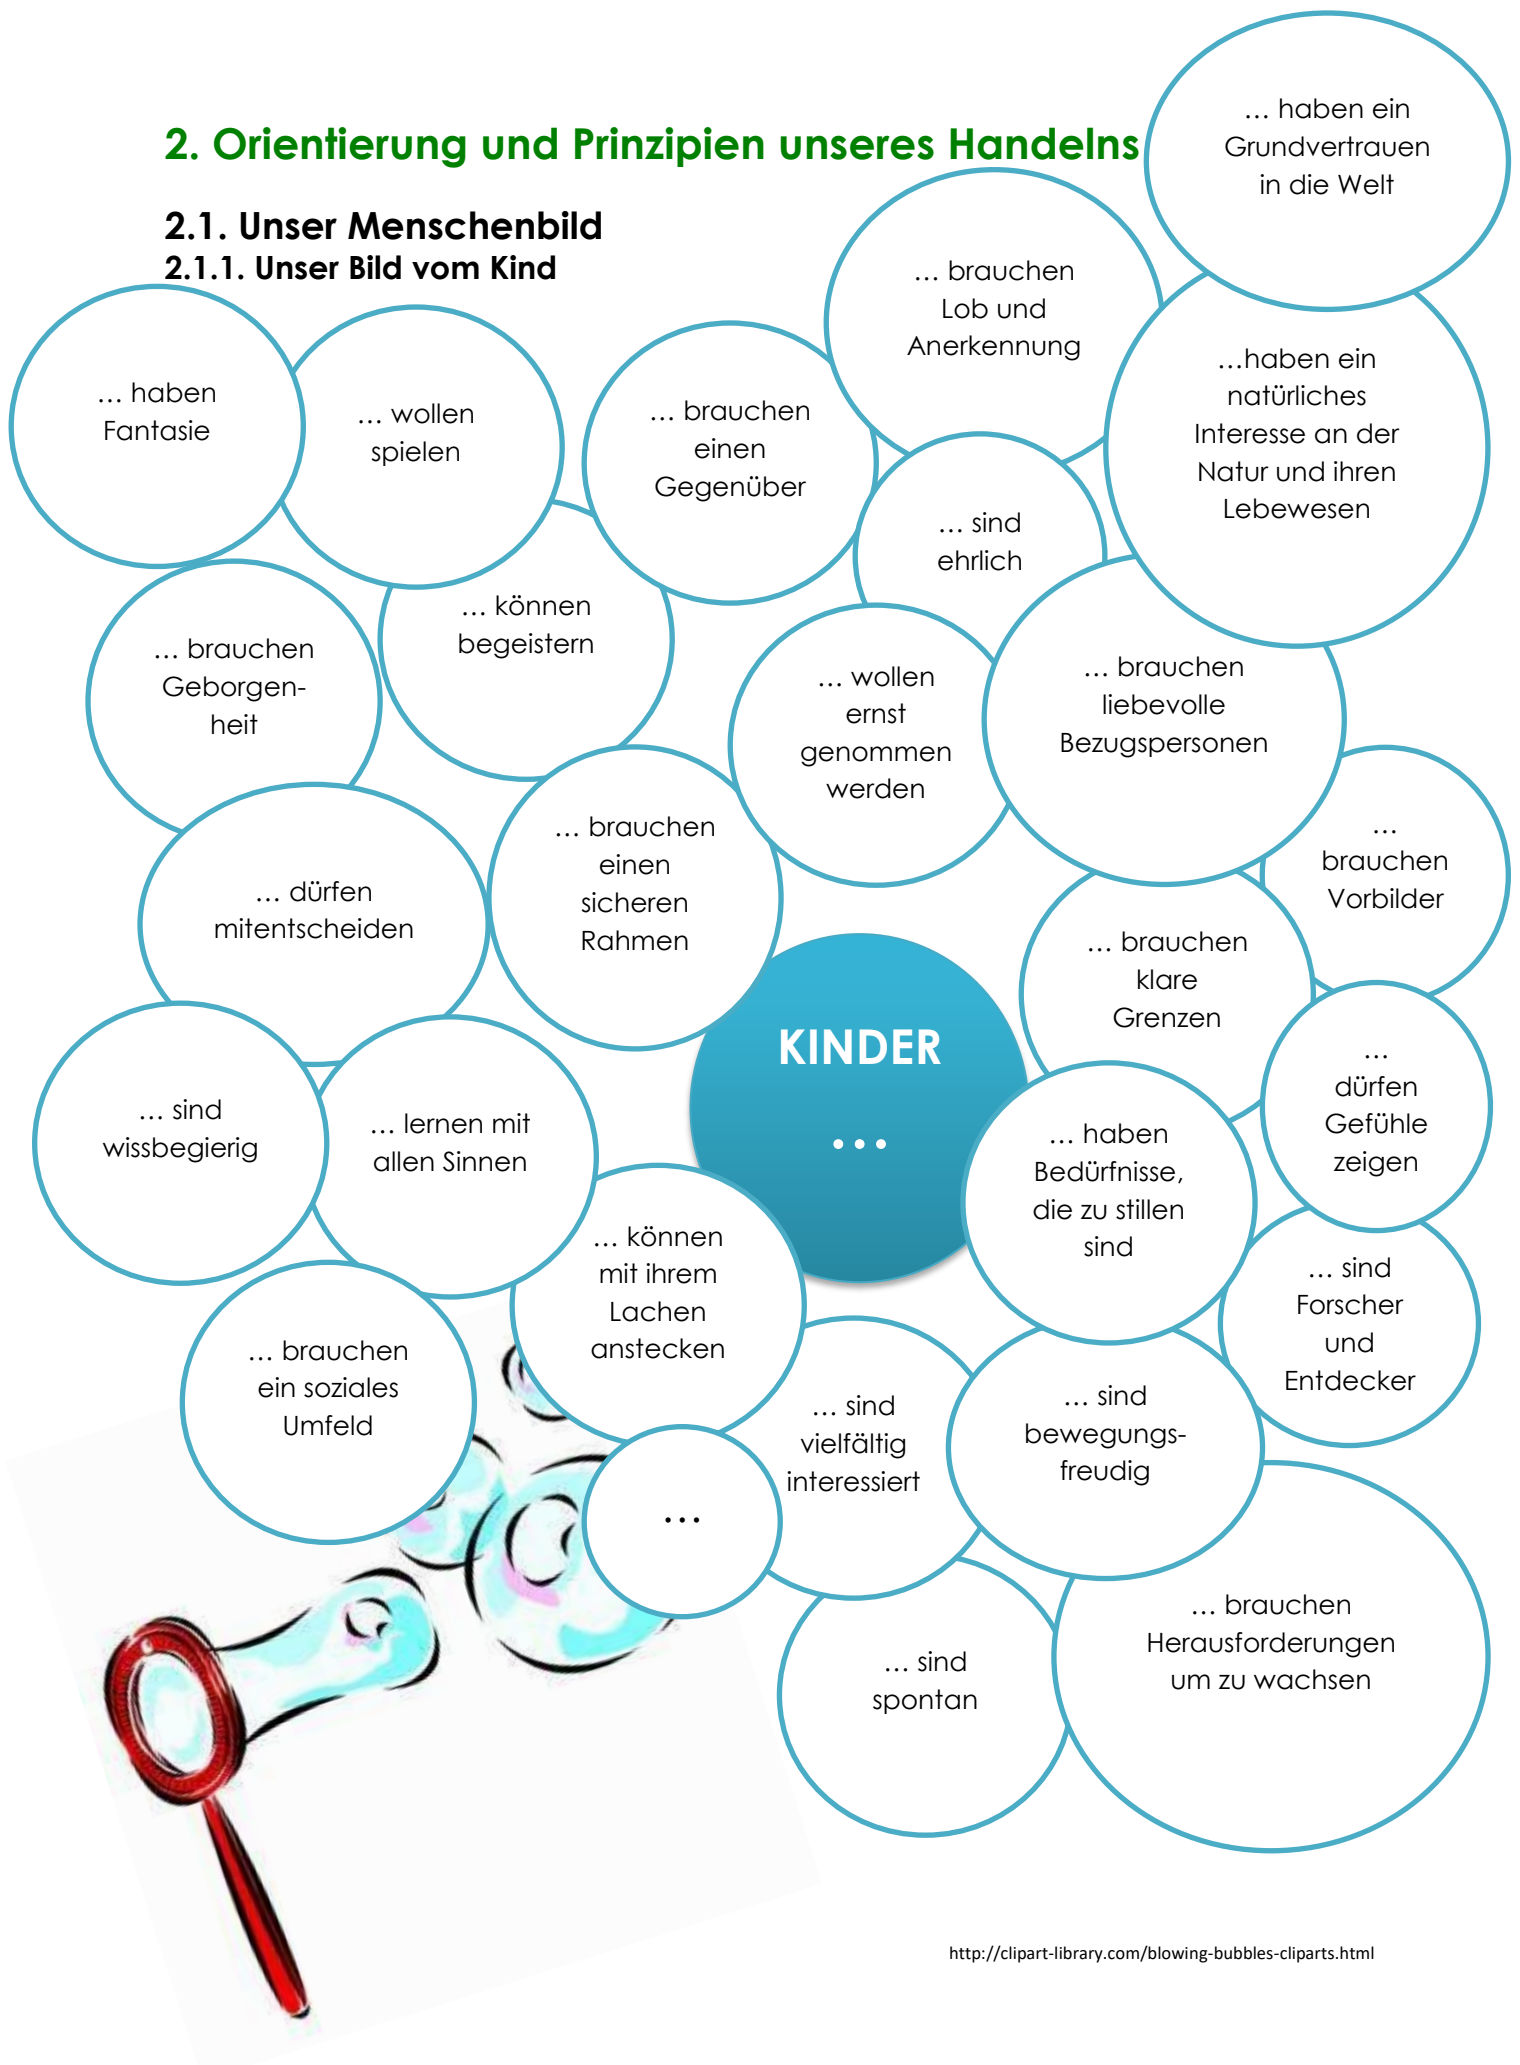 2. Orientierung und Prinzipien unseres Handelns
2.1. Unser Menschenbild
2.1.1. Unser Bild vom Kind
… haben ein
Grundvertrauen
in die Welt
… brauchen
Lob und
Anerkennung
…haben ein
natürliches
Interesse an der
Natur und ihren
Lebewesen
… haben
Fantasie
… wollen
spielen
… brauchen
einen
Gegenüber
… sind
ehrlich
… brauchen
Geborgen-
heit
… können
begeistern
… wollen
ernst
genommen
werden
… brauchen
liebevolle
Bezugspersonen
… dürfen
mitentscheiden
… brauchen
einen
sicheren
Rahmen
…
brauchen
Vorbilder
… brauchen
klare
Grenzen
KINDER
…
…
dürfen
Gefühle
zeigen
… sind
wissbegierig
… lernen mit
allen Sinnen
… haben
Bedürfnisse,
die zu stillen
sind
… können
mit ihrem
Lachen
anstecken
… sind
Forscher
und
Entdecker
… brauchen
ein soziales
Umfeld
… sind
vielfältig
interessiert
… sind
bewegungs-
freudig
…
… sind
spontan
… brauchen
Herausforderungen
um zu wachsen
http://clipart-library.com/blowing-bubbles-cliparts.html